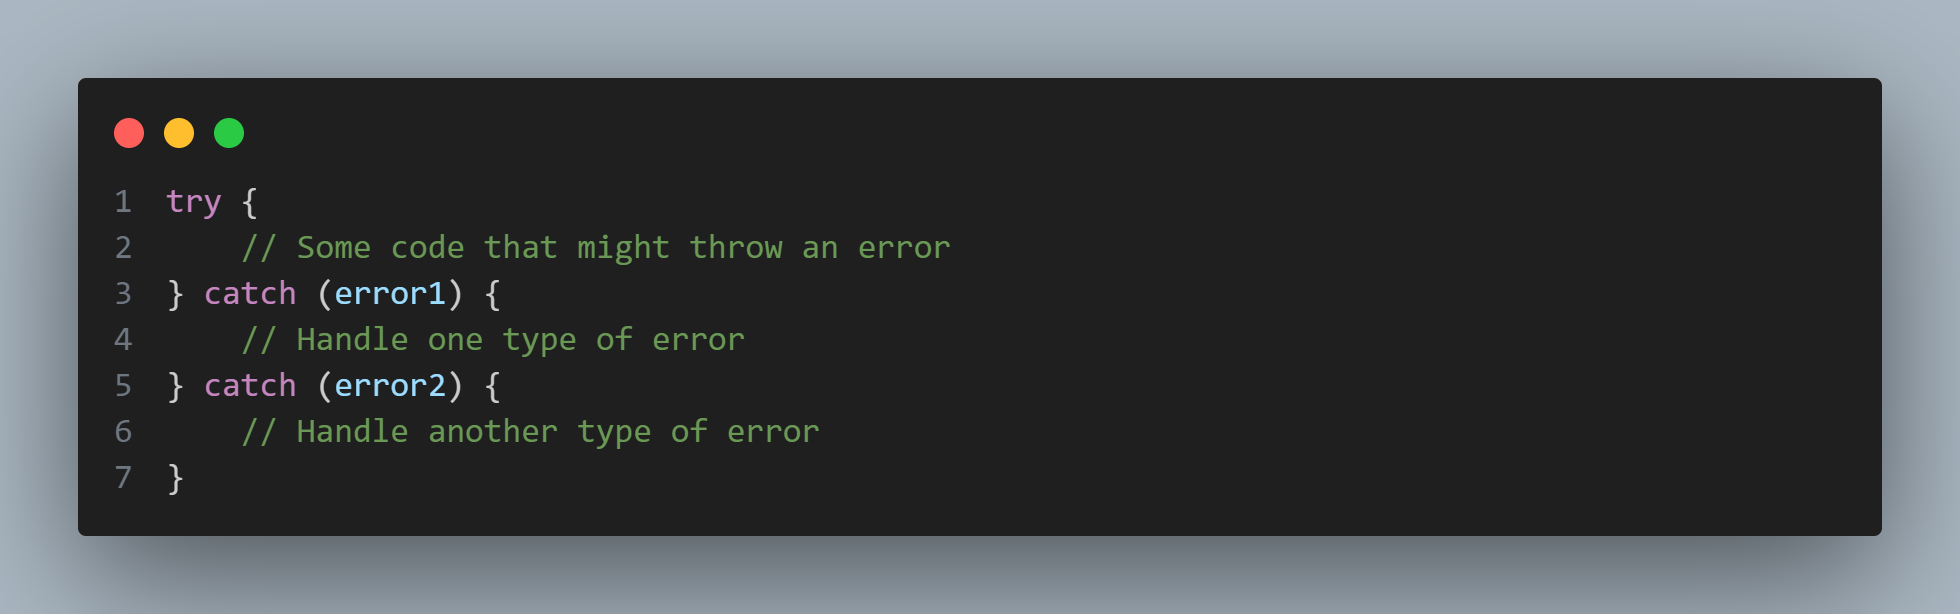 1 try {
2     // Some code that might throw an error
3 } catch (error1) {
4     // Handle one type of error
5 } catch (error2) {
6     // Handle another type of error
7 }